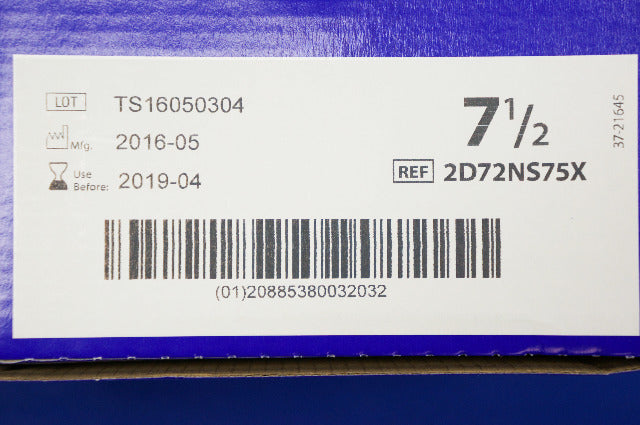 LOT TS16050304
Mfg. 2016-05
Use Before: 2019-04
7 1/2
REF 2D72NS75X
37-21645
(01)20885380032032